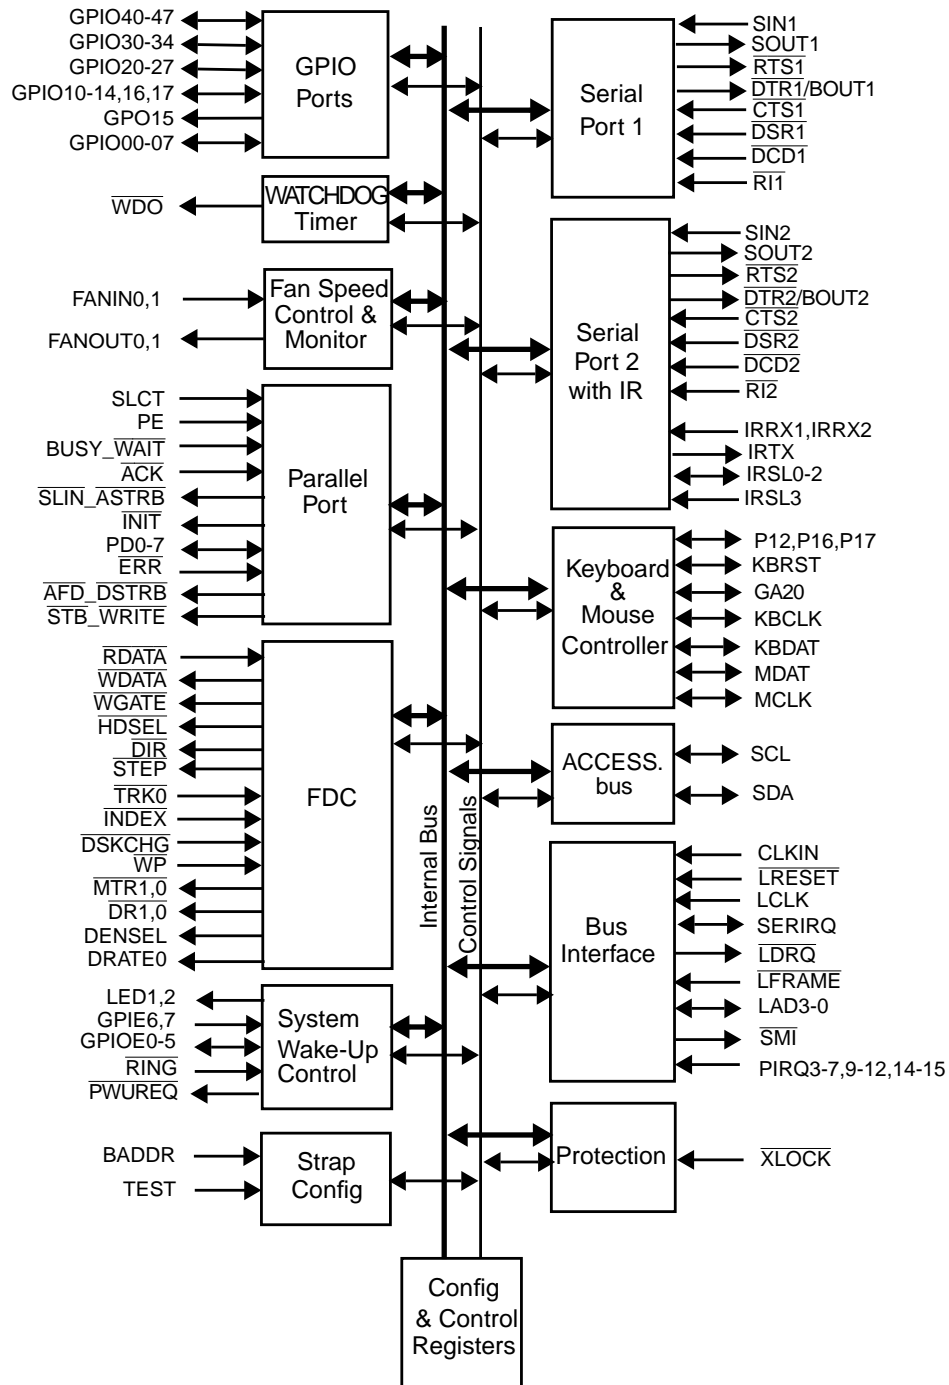 GPIO40-47
GPIO30-34
GPIO20-27
GPIO10-14,16,17
GPO15
GPIO00-07
GPIO
Ports
WDO
WATCHDOG
Timer
FANIN0,1
FANOUT0,1
Fan Speed
Control &
Monitor
SLCT
PE
BUSY_WAIT
ACK
SLIN_ASTRB
INIT
PD0-7
ERR
AFD_DSTRB
STB_WRITE
Parallel
Port
RDATA
WDATA
WGATE
HDSEL
DIR
STEP
TRK0
INDEX
DSKCHG
WP
MTR1,0
DR1,0
DENSEL
DRATE0
FDC
LED1,2
GPIE6,7
GPIOE0-5
RING
PWUREQ
System
Wake-Up
Control
BADDR
TEST
Strap
Config
Internal Bus
Control Signals
Config
& Control
Registers
Serial
Port 1
SIN1
SOUT1
RTS1
DTR1/BOUT1
CTS1
DSR1
DCD1
RI1
Serial
Port 2
with IR
SIN2
SOUT2
RTS2
DTR2/BOUT2
CTS2
DSR2
DCD2
RI2
IRRX1,IRRX2
IRTX
IRSL0-2
IRSL3
Keyboard
&
Mouse
Controller
P12,P16,P17
KBRST
GA20
KBCLK
KBDAT
MDAT
MCLK
ACCESS.
bus
SCL
SDA
Bus
Interface
CLKIN
LRESET
LCLK
SERIRQ
LDRQ
LFRAME
LAD3-0
SMI
PIRQ3-7,9-12,14-15
Protection
XLOCK